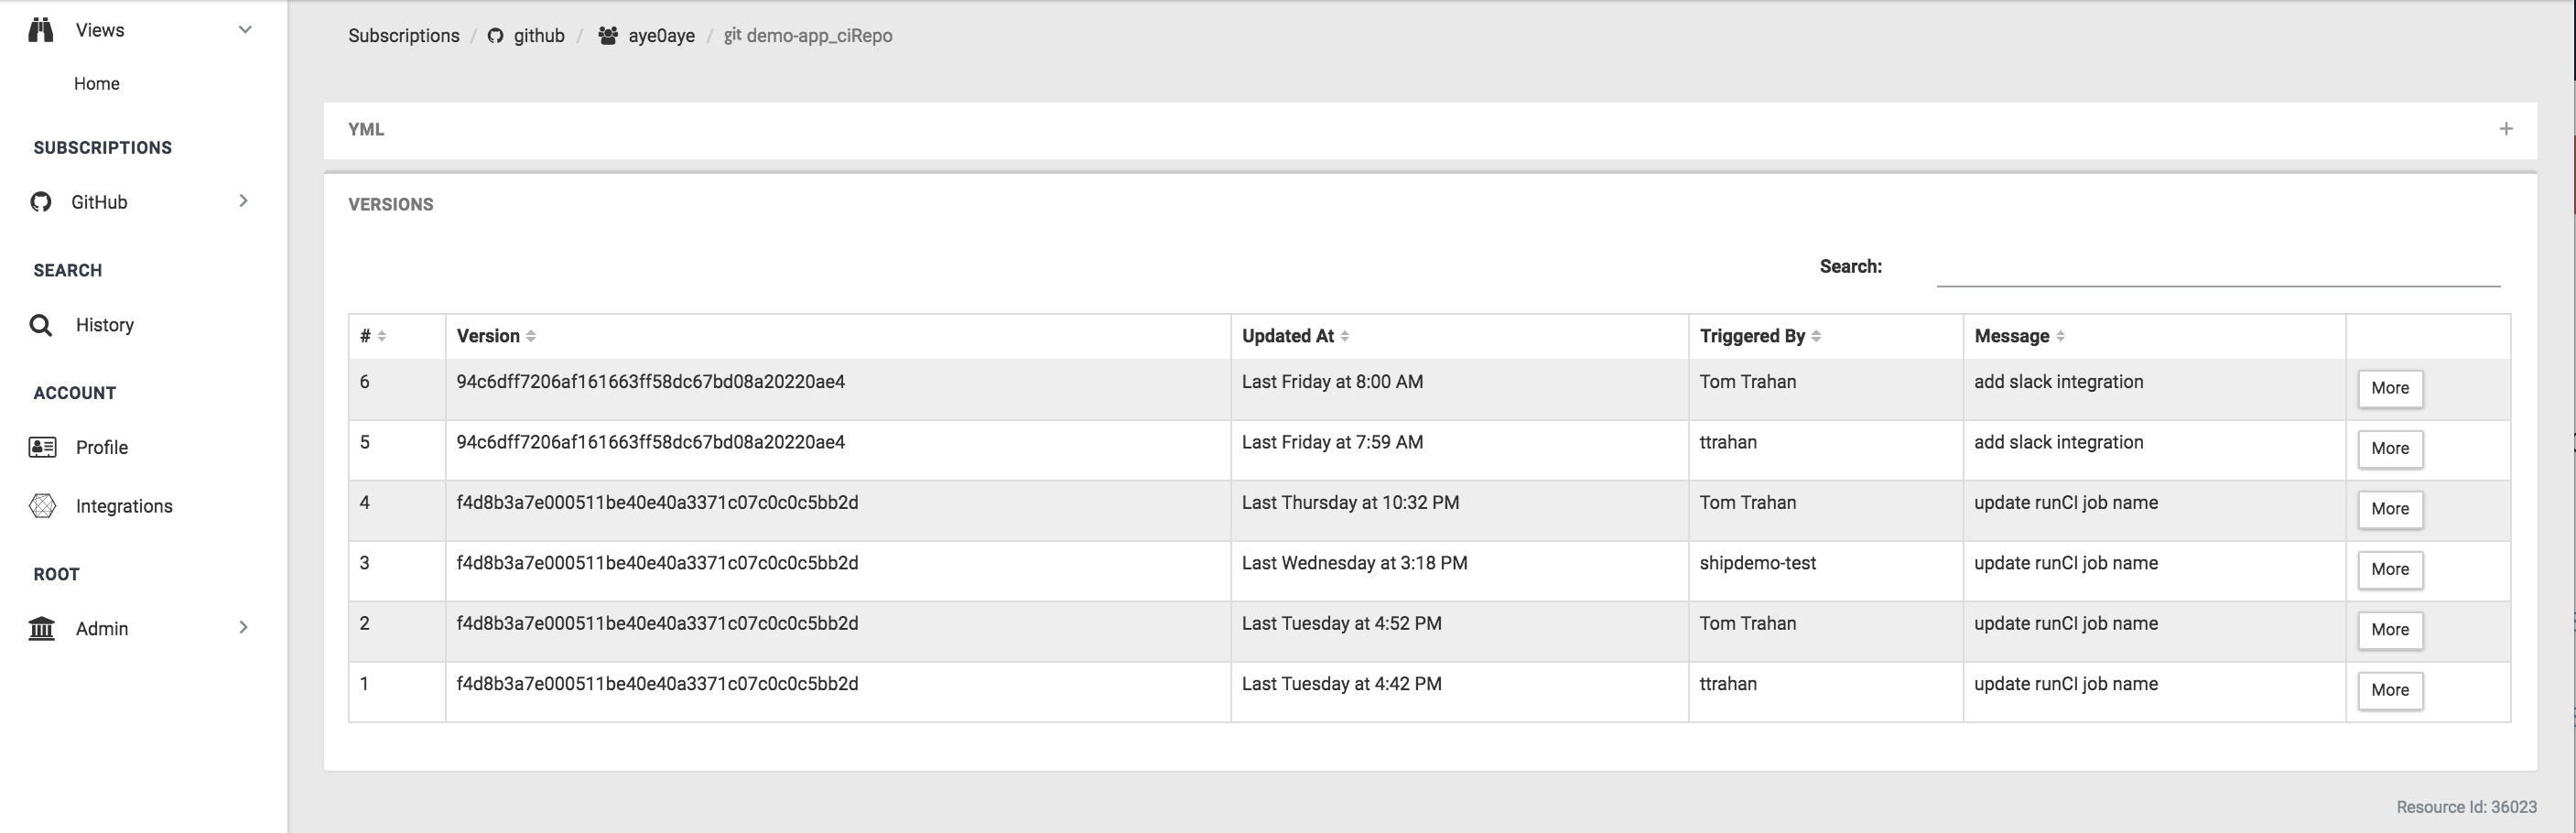 Views
Home
SUBSCRIPTIONS
GitHub
SEARCH
History
ACCOUNT
Profile
Integrations
ROOT
Admin
Subscriptions / github / aye0aye / git demo-app_ciRepo
YML +
VERSIONS
Search:
# Version Updated At Triggered By Message
6 94c6dff7206af161663ff58dc67bd08a20220ae4 Last Friday at 8:00 AM Tom Trahan add slack integration More
5 94c6dff7206af161663ff58dc67bd08a20220ae4 Last Friday at 7:59 AM ttrahan add slack integration More
4 f4d8b3a7e000511be40e40a3371c07c0c0c5bb2d Last Thursday at 10:32 PM Tom Trahan update runCI job name More
3 f4d8b3a7e000511be40e40a3371c07c0c0c5bb2d Last Wednesday at 3:18 PM shipdemo-test update runCI job name More
2 f4d8b3a7e000511be40e40a3371c07c0c0c5bb2d Last Tuesday at 4:52 PM Tom Trahan update runCI job name More
1 f4d8b3a7e000511be40e40a3371c07c0c0c5bb2d Last Tuesday at 4:42 PM ttrahan update runCI job name More
Resource Id: 36023